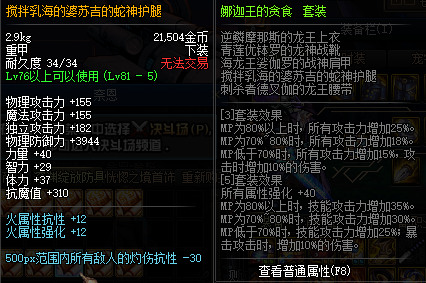 搅拌乳海的婆苏吉的蛇神护腿
2.9kg 21,504金币
重甲 下装
耐久度 34/34 无法交易
Lv76以上可以使用 (Lv81 - 5)
物理攻击力 +155
魔法攻击力 +155
独立攻击力 +182
物理防御力 +3944
力量 +40
智力 +29
体力 +37
抗魔值 +310
火属性抗性 +12
火属性强化 +12
500px范围内所有敌人的灼伤抗性 -30
娜迦王的贪食 套装
逆鳞摩那斯的龙王上衣
青莲优钵罗的龙神战靴
海龙王娑伽罗的战神肩甲
搅拌乳海的婆苏吉的蛇神护腿
刺杀者德叉伽的龙王腰带
[3]套装效果
MP为80%以上时，所有攻击力增加25%。
MP为70%~80%时，所有攻击力增加18%。
MP低于70%时，所有攻击力增加15%，攻
击时增加10%的伤害。
[5]套装效果
所有属性强化 +40
MP为80%以上时，技能攻击力增加35%。
MP为70%~80%时，技能攻击力增加30%。
MP低于70%时，技能攻击力增加25%；暴
击攻击时，增加10%的伤害。
查看普通属性(F8)